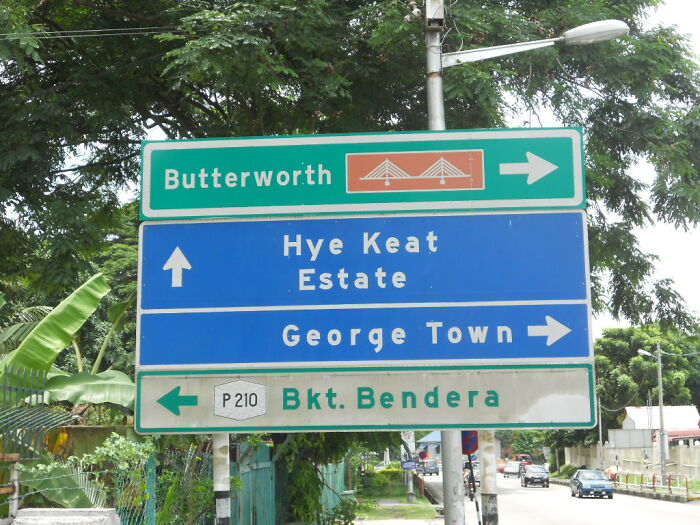 Butterworth
Hye Keat
Estate
George Town
P 210 Bkt. Bendera